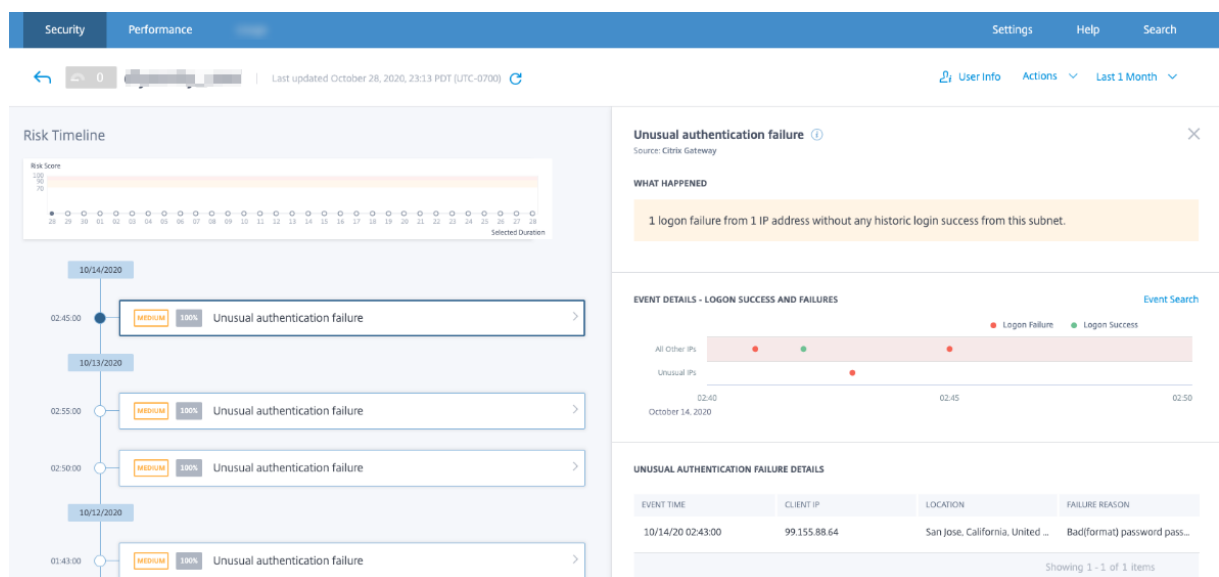 Security Performance Settings Help Search
0 Last updated October 28, 2020, 23:13 PDT (UTC-0700) User Info Actions Last 1 Month
Risk Timeline
Risk Score
100
90
70
28 29 30 01 02 03 04 05 06 07 08 09 10 11 12 13 14 15 16 17 18 19 20 21 22 23 24 25 26 27 28
Selected Duration
10/14/2020
02:45:00 MEDIUM 100% Unusual authentication failure
10/13/2020
02:55:00 MEDIUM 100% Unusual authentication failure
02:50:00 MEDIUM 100% Unusual authentication failure
10/12/2020
01:43:00 MEDIUM 100% Unusual authentication failure
Unusual authentication failure
Source: Citrix Gateway
WHAT HAPPENED
1 logon failure from 1 IP address without any historic login success from this subnet.
EVENT DETAILS - LOGON SUCCESS AND FAILURES Event Search
Logon Failure Logon Success
All Other IPs
Unusual IPs
02:40 02:45 02:50
October 14, 2020
UNUSUAL AUTHENTICATION FAILURE DETAILS
EVENT TIME CLIENT IP LOCATION FAILURE REASON
10/14/20 02:43:00 99.155.88.64 San Jose, California, United ... Bad(format) password pass...
Showing 1 - 1 of 1 items